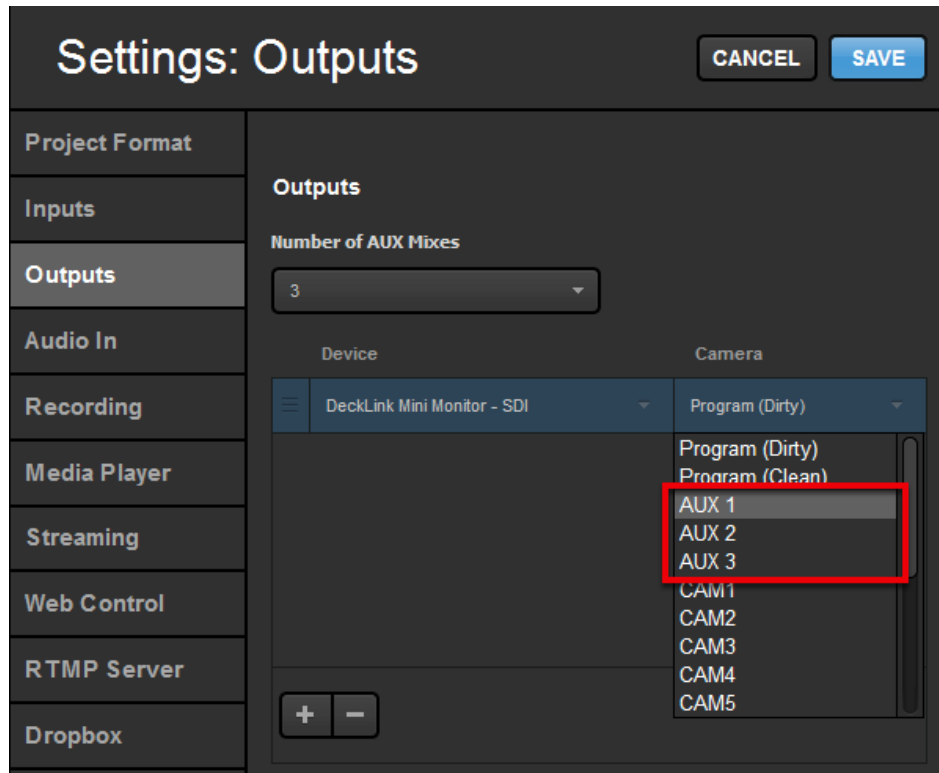 Settings: Outputs
CANCEL
SAVE
Project Format
Inputs
Outputs
Audio In
Recording
Media Player
Streaming
Web Control
RTMP Server
Dropbox
Outputs
Number of AUX Mixes
3
Device
Camera
DeckLink Mini Monitor - SDI
Program (Dirty)
Program (Dirty)
Program (Clean)
AUX 1
AUX 2
AUX 3
CAM1
CAM2
CAM3
CAM4
CAM5